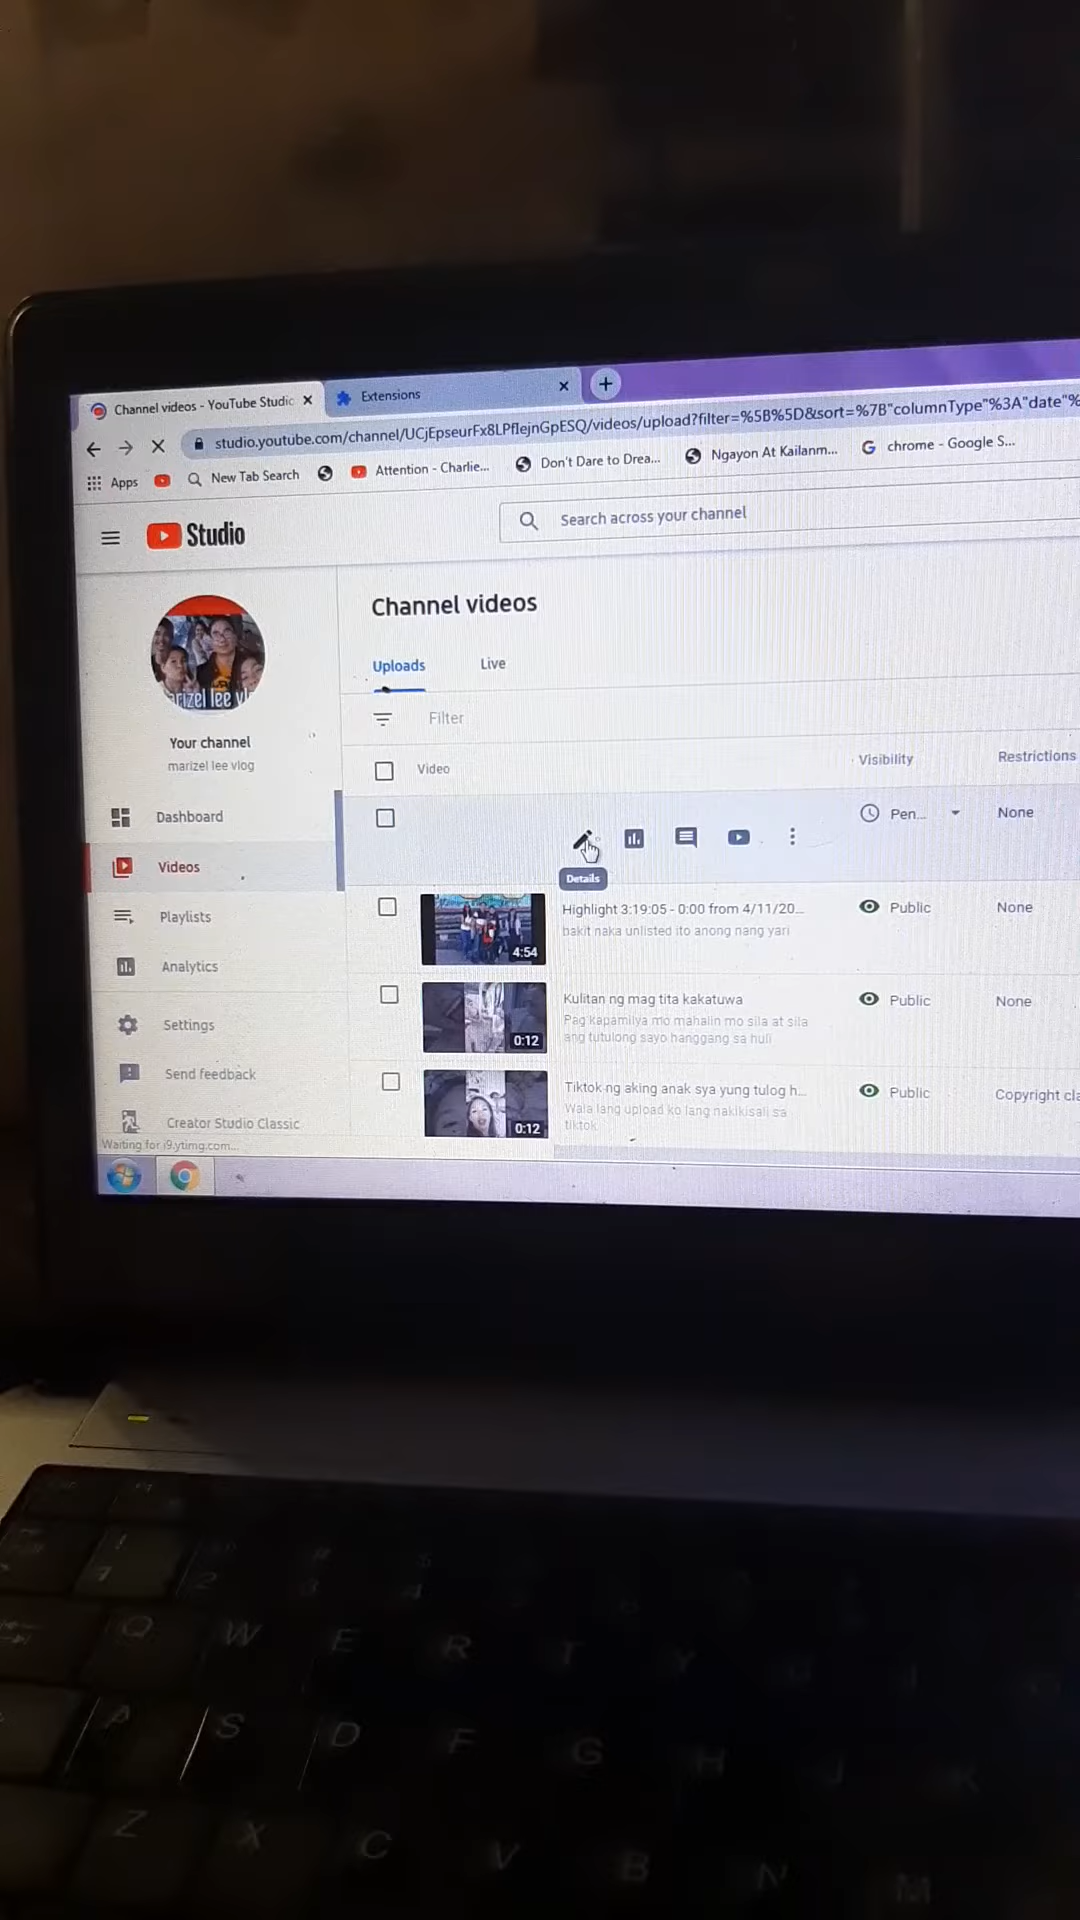 Channel videos - YouTube Studio
Extensions
studio.youtube.com/channel/UCjEpseurFx8LPflejnGpESQ/videos/upload?filter=%5B%5D&sort=%7B"columnType"%3A"date"%
Apps
New Tab Search
Attention - Charlie...
Don't Dare to Drea...
Ngayon At Kailanm...
chrome - Google S...
Studio
Search across your channel
Channel videos
Uploads
Live
Filter
Your channel
marizel lee vlog
Video
Visibility
Restrictions
Dashboard
Videos
Playlists
Analytics
Settings
Send feedback
Creator Studio Classic
Waiting for i9.ytimg.com...
Pen...
None
Details
4:54
Highlight 3:19:05 - 0:00 from 4/11/20...
bakit naka unlisted ito anong nang yari
Public
None
0:12
Kulitan ng mag tita kakatuwa
Pag kapamilya mo mahalin mo sila at sila
ang tutulong sayo hanggang sa huli
Public
None
0:12
Tiktok ng aking anak sya yung tulog h...
Wala lang upload ko lang nakikisali sa
tiktok
Public
Copyright cla
Q W E R T Y
A S D F G H J K
Z X C V B N M